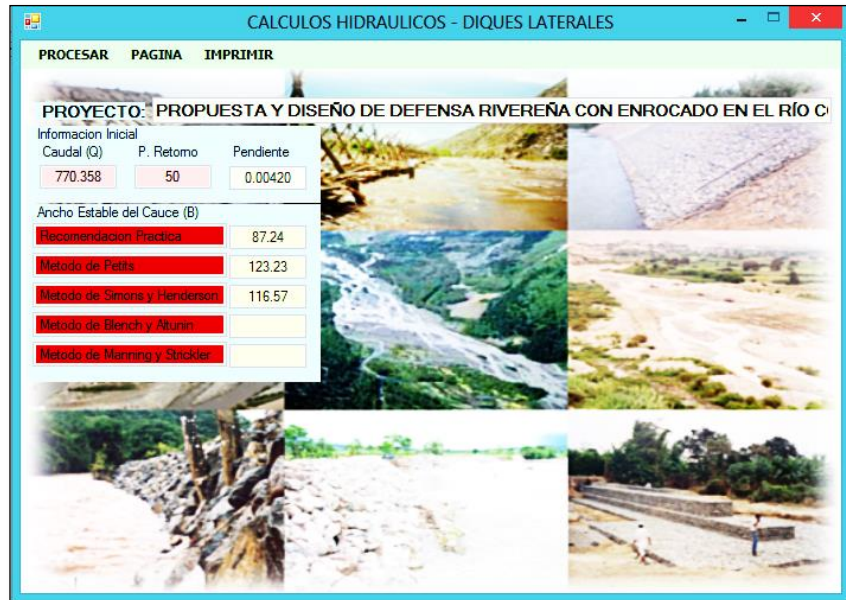 CALCULOS HIDRAULICOS - DIQUES LATERALES
PROCESAR PAGINA IMPRIMIR
PROYECTO: PROPUESTA Y DISEÑO DE DEFENSA RIVEREÑA CON ENROCADO EN EL RÍO
Informacion Inicial
Caudal (Q) P. Retorno Pendiente
770.358 50 0.00420
Ancho Estable del Cauce (B)
Recomendacion Practica 87.24
Metodo de Petits 123.23
Metodo de Simons y Henderson 116.57
Metodo de Blench y Altunin
Metodo de Manning y Strickler